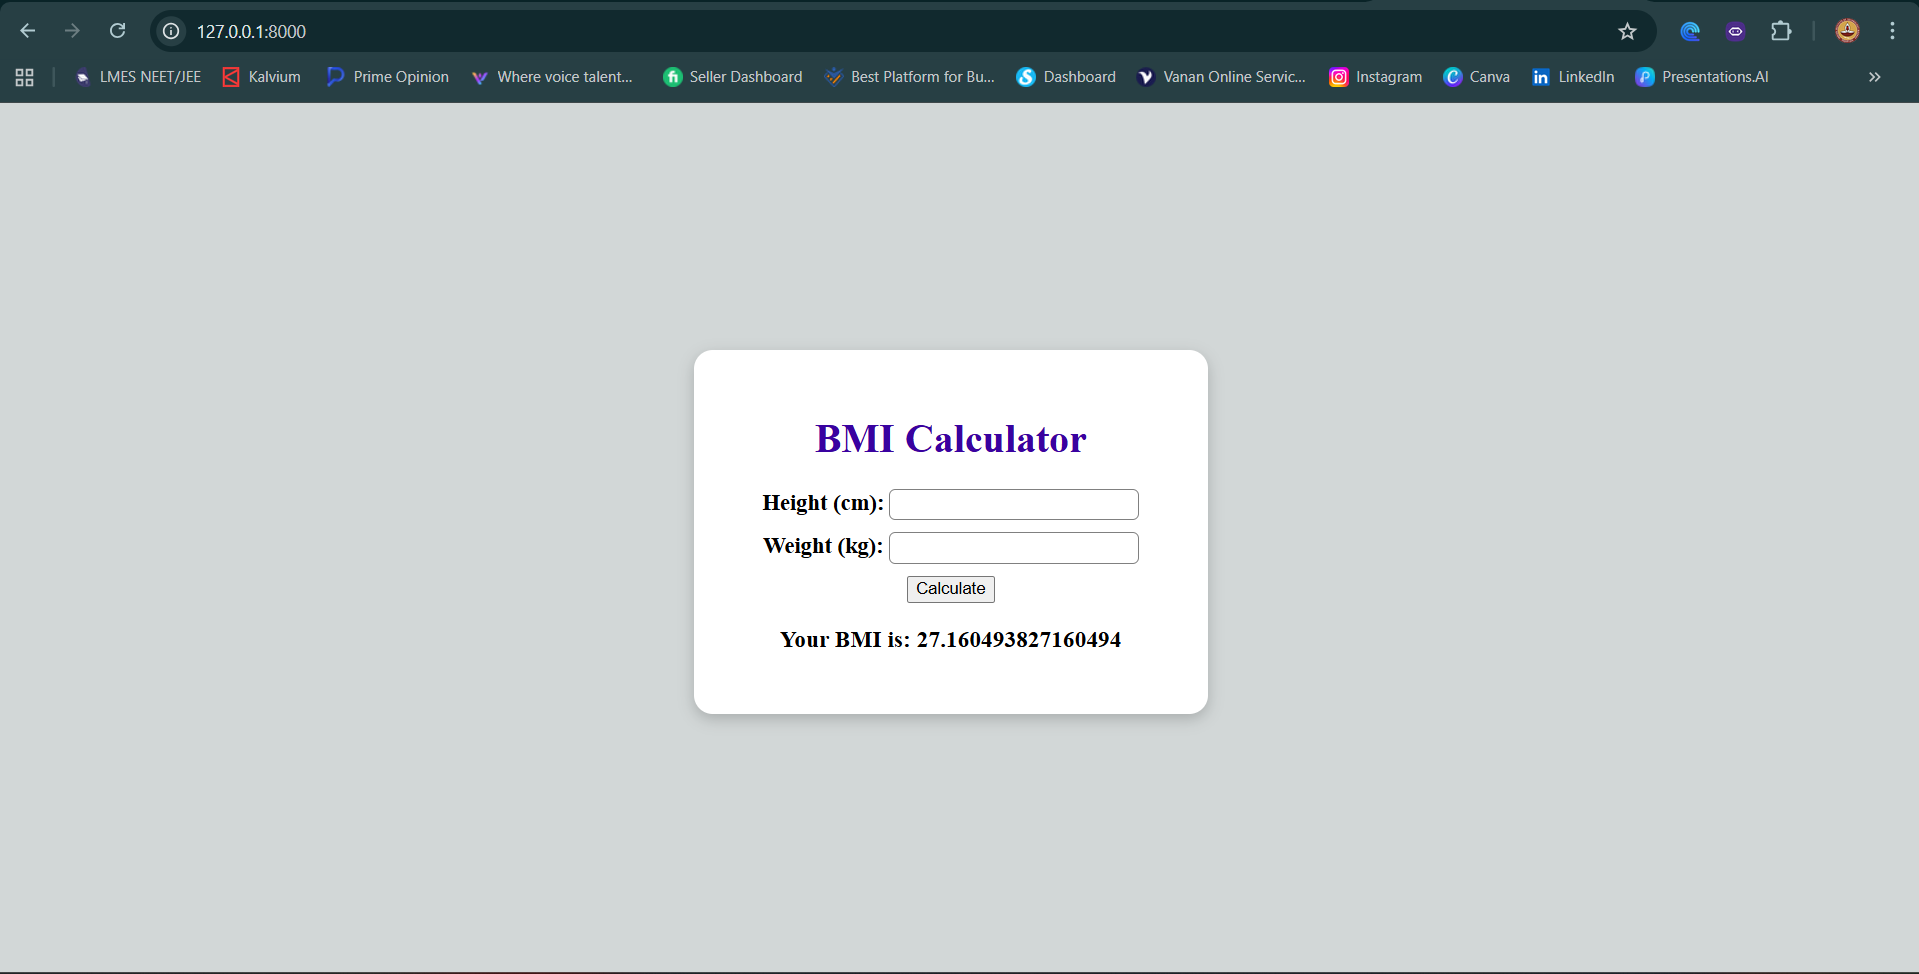 127.0.0.1:8000
LMES NEET/JEE Kalvium Prime Opinion Where voice talent... Seller Dashboard Best Platform for Bu... Dashboard Vanan Online Servic... Instagram Canva LinkedIn Presentations.AI
BMI Calculator
Height (cm):
Weight (kg):
Calculate
Your BMI is: 27.160493827160494